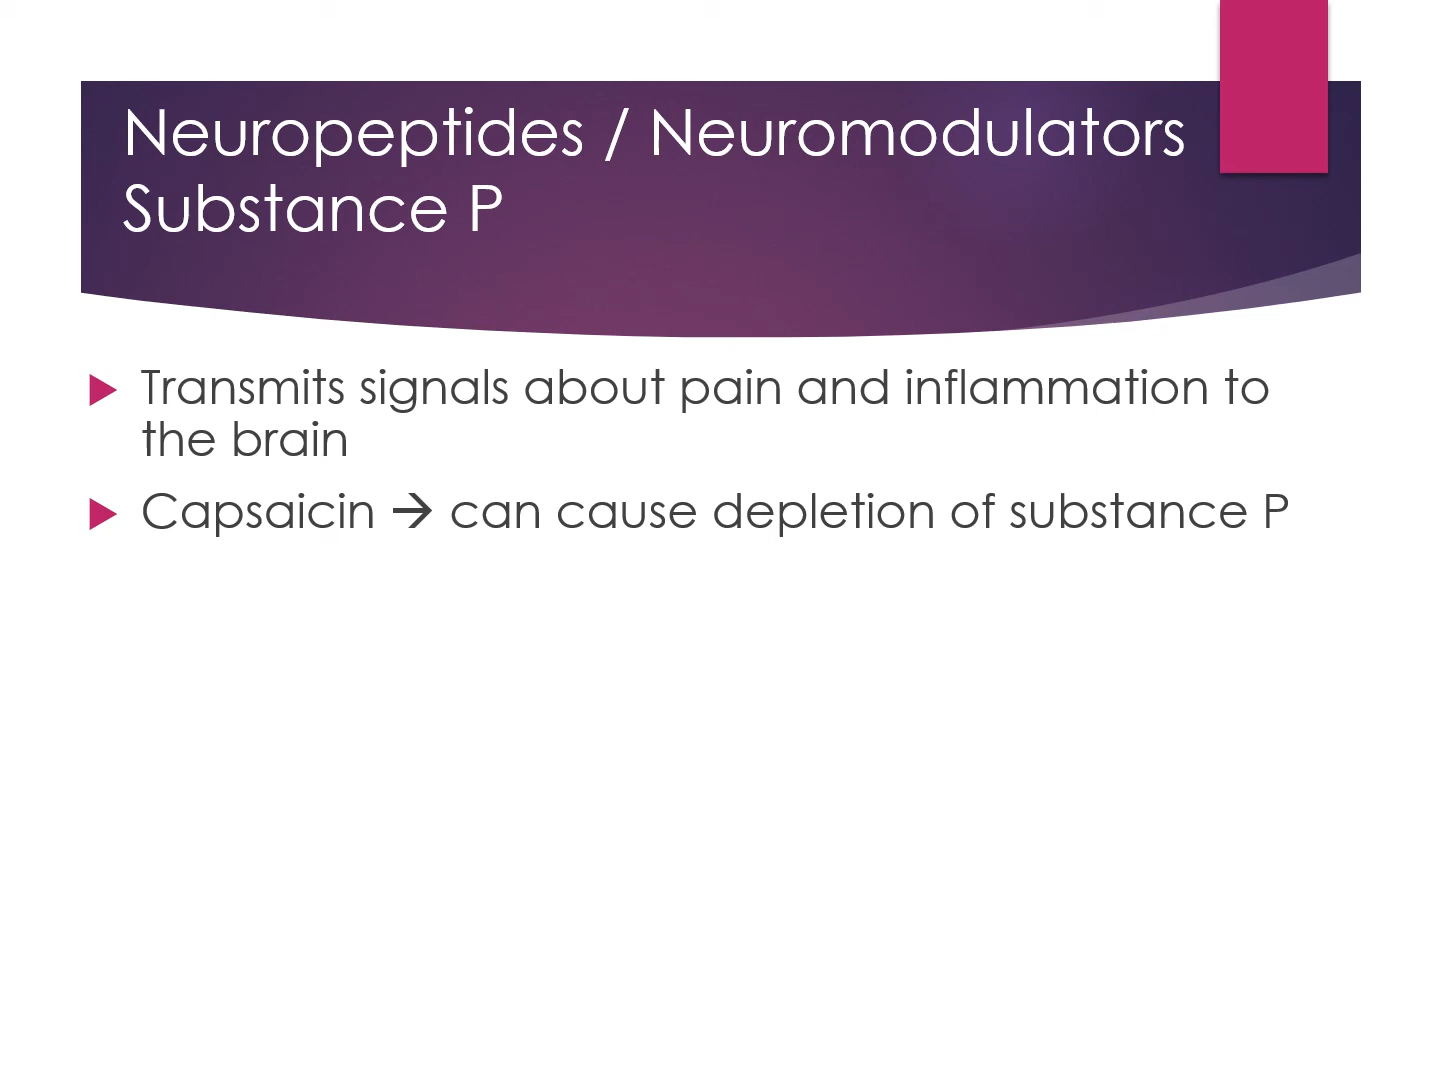 Neuropeptides / Neuromodulators
Substance P
Transmits signals about pain and inflammation to
the brain
Capsaicin → can cause depletion of substance P